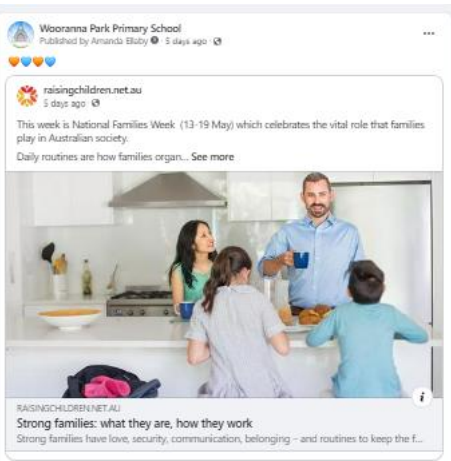 Wooranna Park Primary School
Published by Amanda Elleby · 5 days ago ·
raisingchildren.net.au
5 days ago ·
This week is National Families Week (13-19 May) which celebrates the vital role that families
play in Australian society.
Daily routines are how families organ... See more
RAISINGCHILDREN.NET.AU
Strong families: what they are, how they work
Strong families have love, security, communication, belonging – and routines to keep the f...